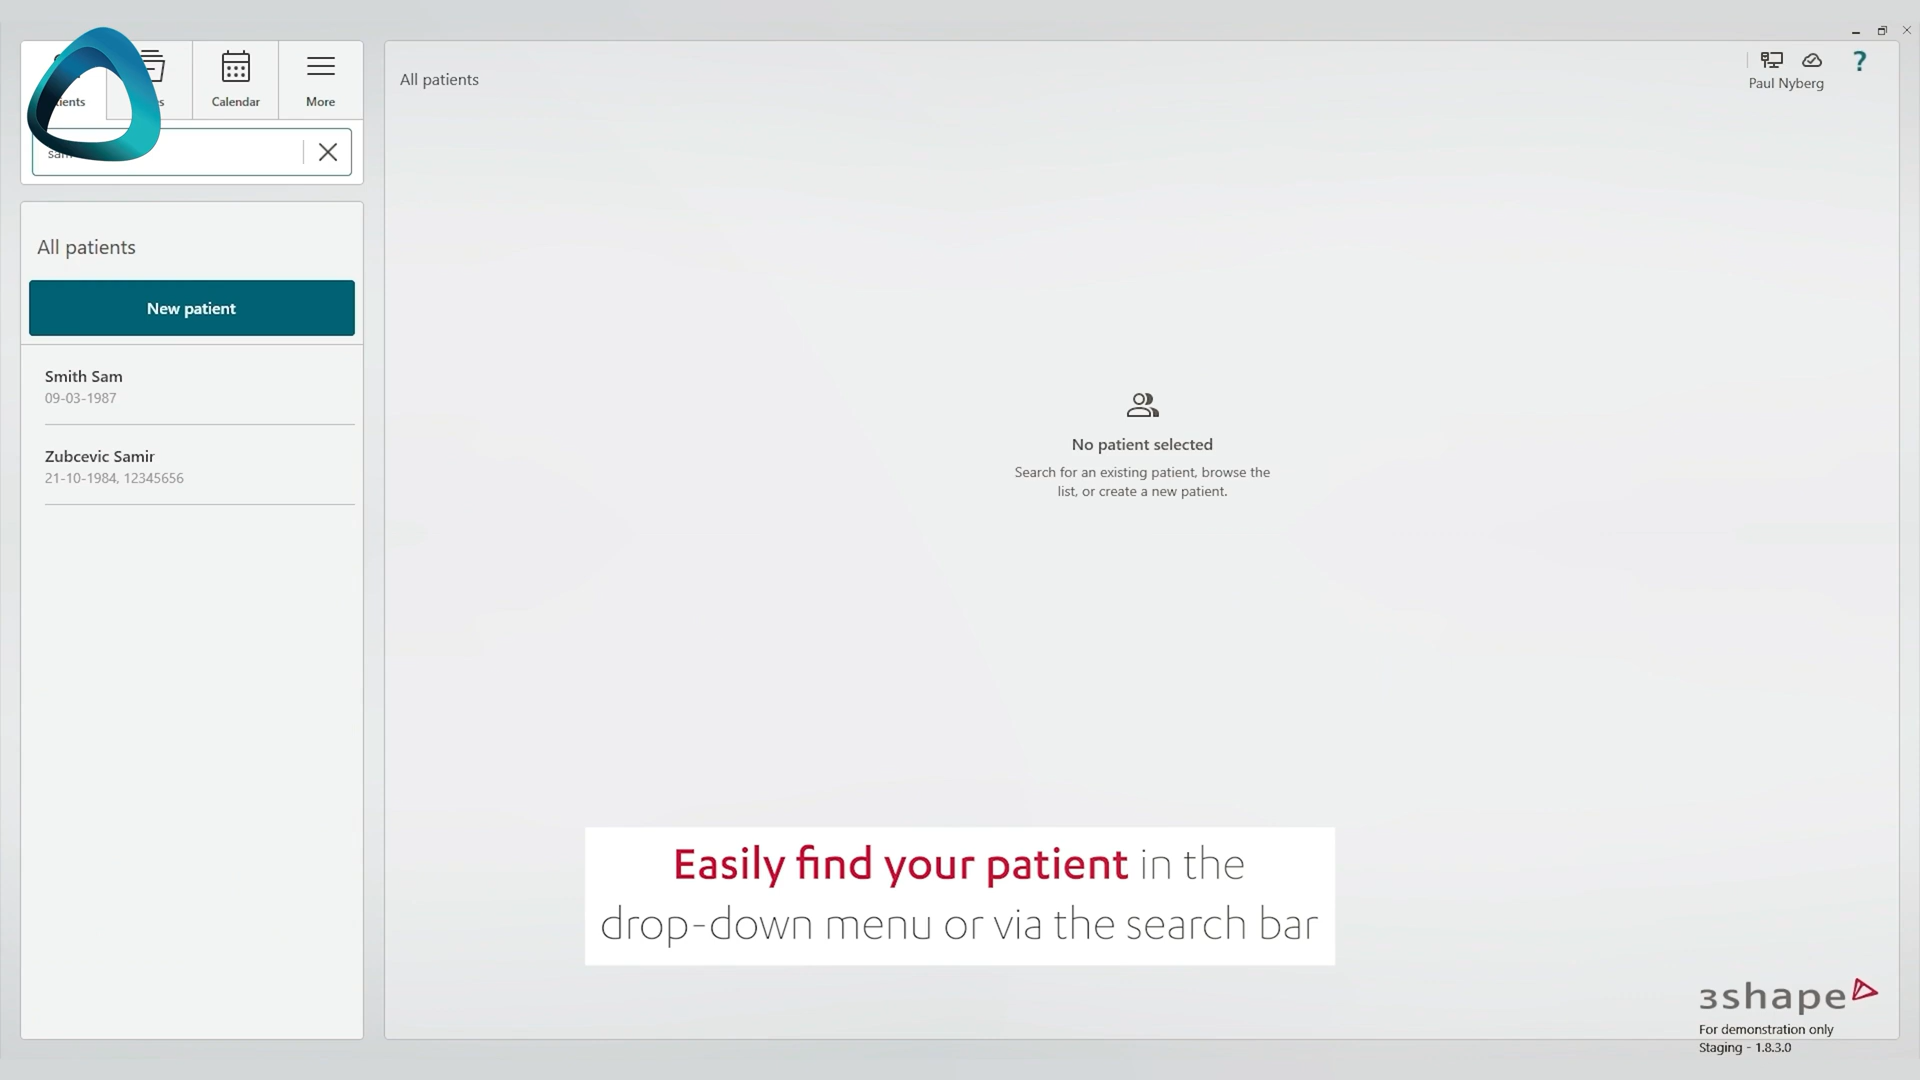 Calendar
More
All patients
Paul Nyberg
?
All patients
New patient
Smith Sam
09-03-1987
Zubcevic Samir
21-10-1984, 12345656
No patient selected
Search for an existing patient, browse the
list, or create a new patient.
Easily find your patient in the
drop-down menu or via the search bar
3shape
For demonstration only
Staging - 1.8.3.0